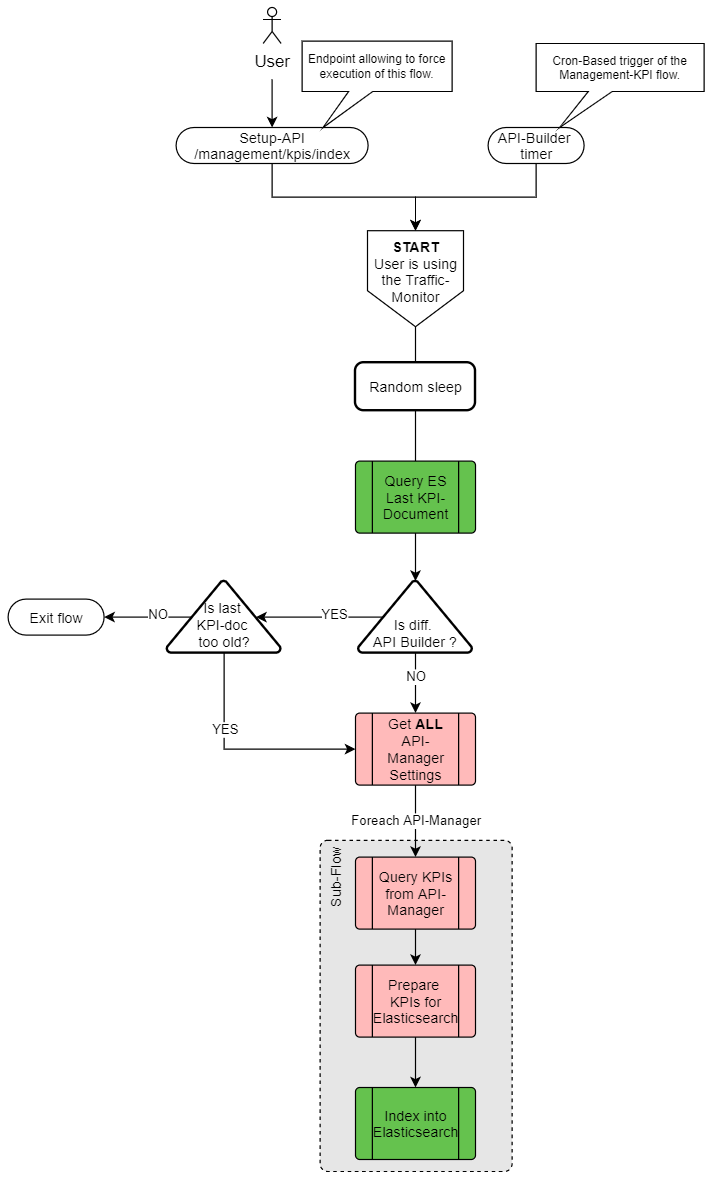 User
Endpoint allowing to force
execution of this flow.
Cron-Based trigger of the
Management-KPI flow.
Setup-API
/management/kpis/index
API-Builder
timer
START
User is using
the Traffic-
Monitor
Random sleep
Query ES
Last KPI-
Document
Is diff.
API Builder ?
YES
Is last
KPI-doc
too old?
NO
Exit flow
NO
YES
Get ALL
API-
Manager
Settings
Foreach API-Manager
Sub-Flow
Query KPIs
from API-
Manager
Prepare
KPIs for
Elasticsearch
Index into
Elasticsearch